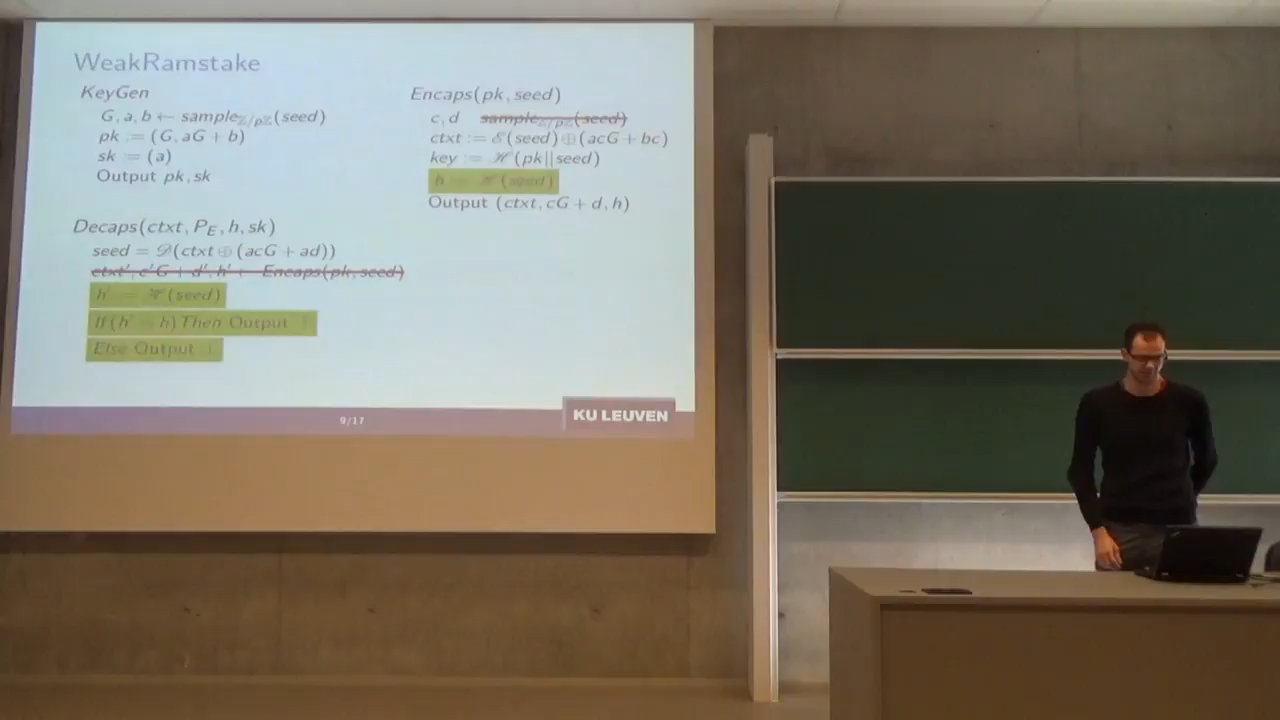 WeakRamstake
KeyGen
G, a, b ← sample_{ℤ/pℤ}(seed)
pk := (G, aG + b)
sk := (a)
Output pk, sk
Encaps(pk, seed)
c, d sample_{ℤ/pℤ}(seed)
ctxt := ℰ(seed) ⊕ (acG + bc)
key := ℋ(pk||seed)
h := ℋ(seed)
Output (ctxt, cG + d, h)
Decaps(ctxt, P_E, h, sk)
seed = 𝒟(ctxt ⊕ (acG + ad))
ctxt', c'G + d', h' ← Encaps(pk, seed)
h' := ℋ(seed)
If (h' = h) Then Output
Else Output ⊥
9/17
KU LEUVEN